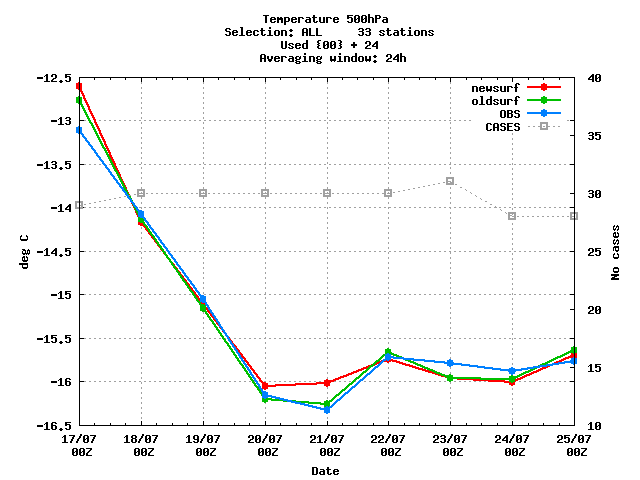 Temperature 500hPa
Selection: ALL 33 stations
Used {00} + 24
Averaging window: 24h
newsurf
oldsurf
OBS
CASES
deg C
-12.5
-13
-13.5
-14
-14.5
-15
-15.5
-16
-16.5
40
35
30
25
20
15
10
No cases
17/07 18/07 19/07 20/07 21/07 22/07 23/07 24/07 25/07
00Z 00Z 00Z 00Z 00Z 00Z 00Z 00Z 00Z
Date